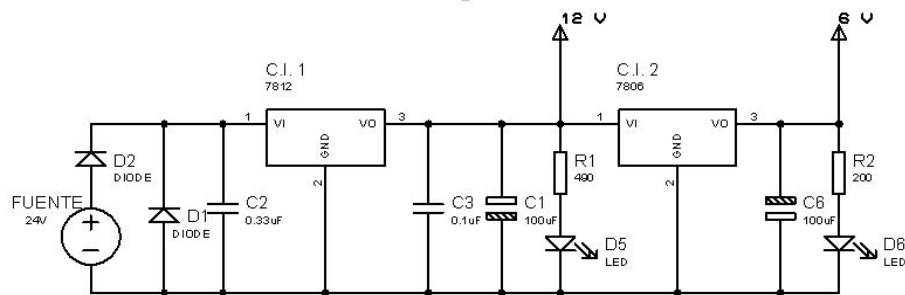 12 V
6 V
C.I. 1
7812
C.I. 2
7806
1
VI
VO
3
GND
2
1
VI
VO
3
GND
2
D2
DIODE
FUENTE
24V
D1
DIODE
C2
0.33uF
C3
0.1uF
C1
100uF
R1
490
D5
LED
C6
100uF
R2
200
D6
LED